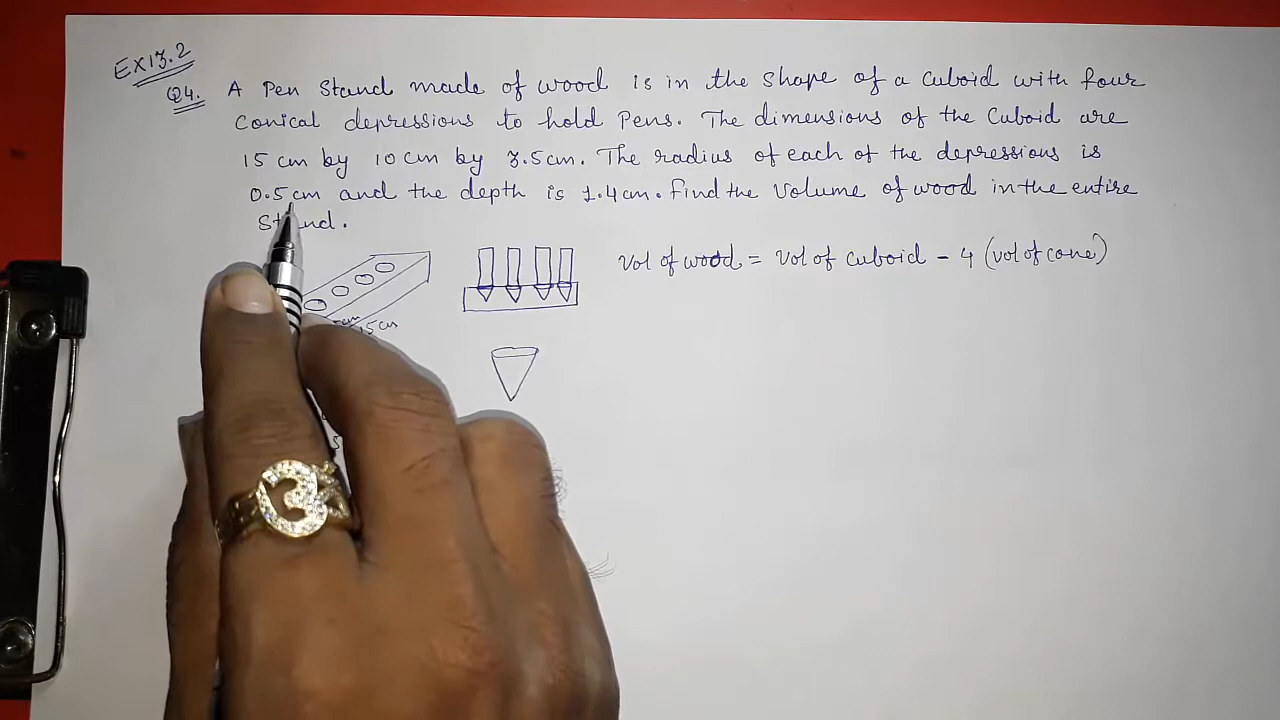 Ex 13.2
Q4. A Pen Stand made of wood is in the shape of a cuboid with four
conical depressions to hold Pens. The dimensions of the cuboid are
15 cm by 10 cm by 3.5cm. The radius of each of the depressions is
0.5cm and the depth is 1.4cm. find the volume of wood in the entire
Stand.
vol of wood = vol of cuboid - 4 (vol of cone)
15cm